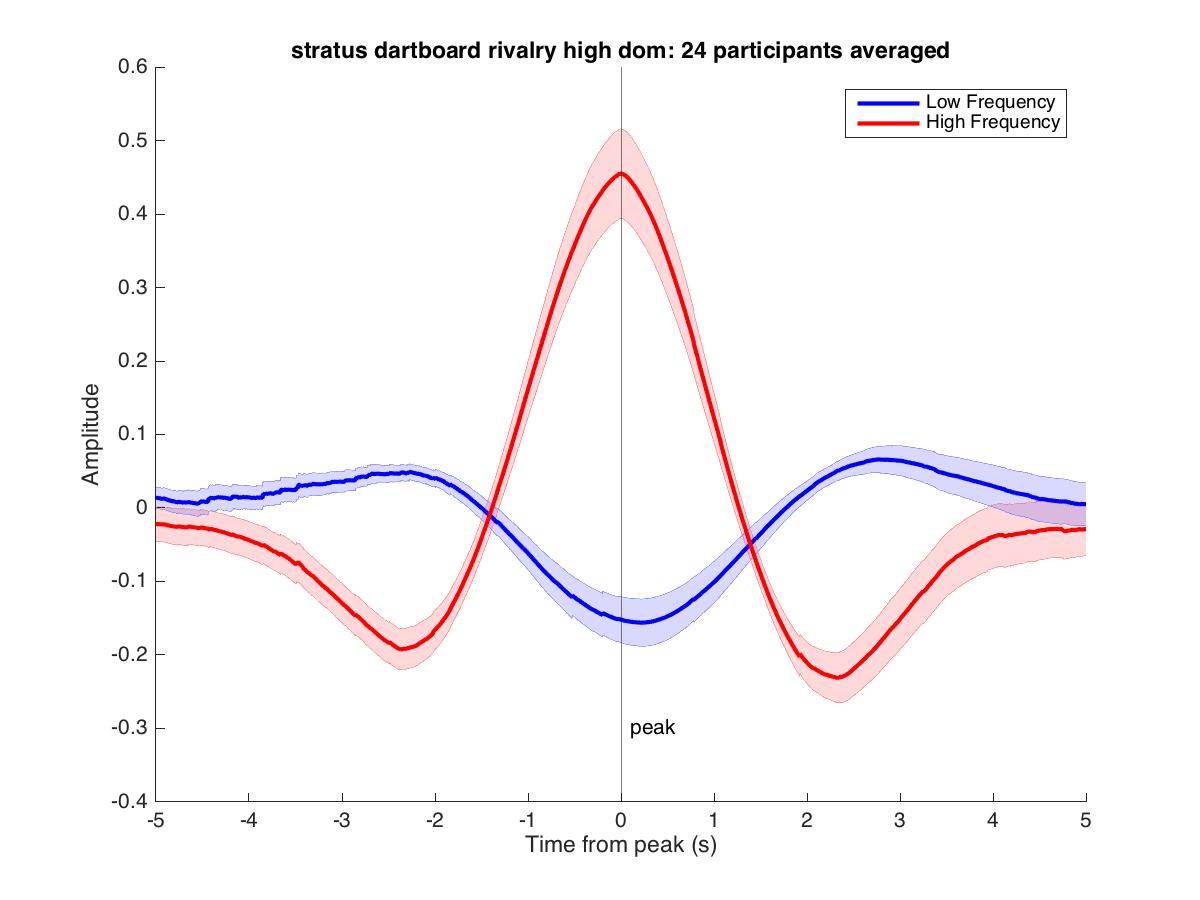 stratus dartboard rivalry high dom: 24 participants averaged
0.6
0.5
0.4
0.3
0.2
0.1
0
-0.1
-0.2
-0.3
-0.4
Amplitude
Low Frequency
High Frequency
peak
-5 -4 -3 -2 -1 0 1 2 3 4 5
Time from peak (s)